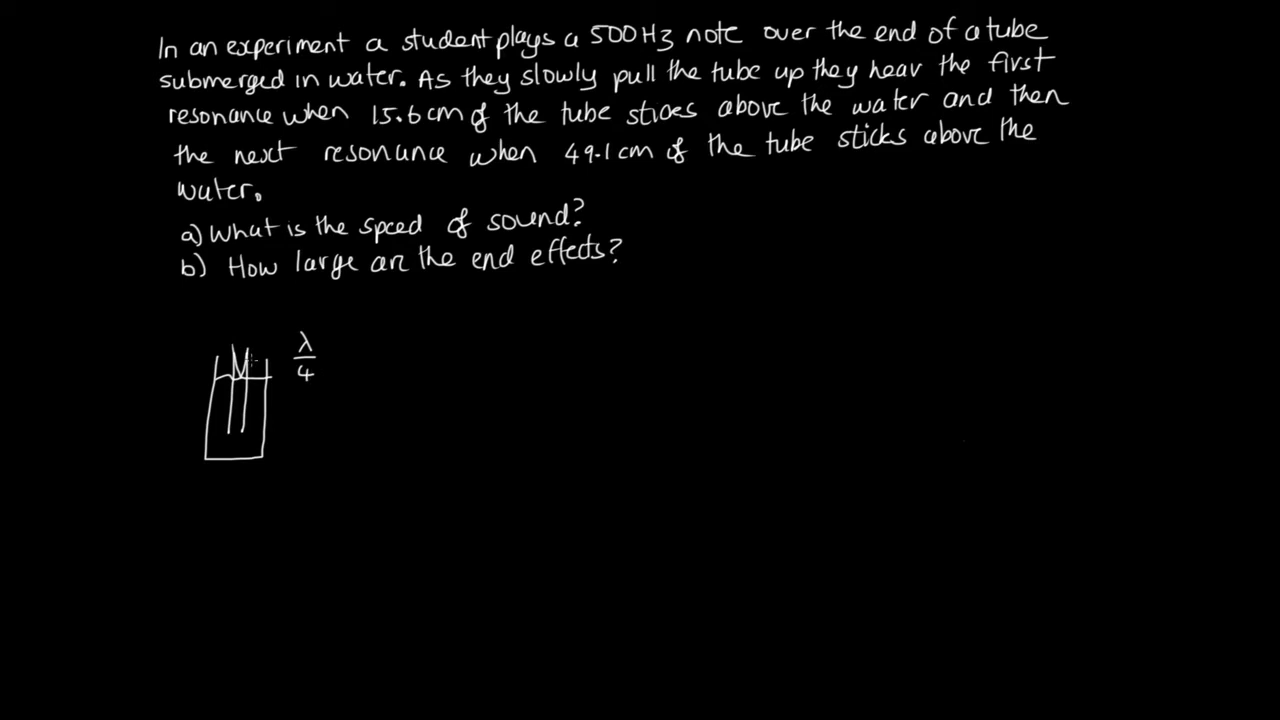 In an experiment a student plays a 500Hz note over the end of a tube
submerged in water. As they slowly pull the tube up they hear the first
resonance when 15.6cm of the tube sticks above the water and then
the next resonance when 49.1cm of the tube sticks above the
water.
a) What is the speed of sound?
b) How large are the end effects?
λ
4